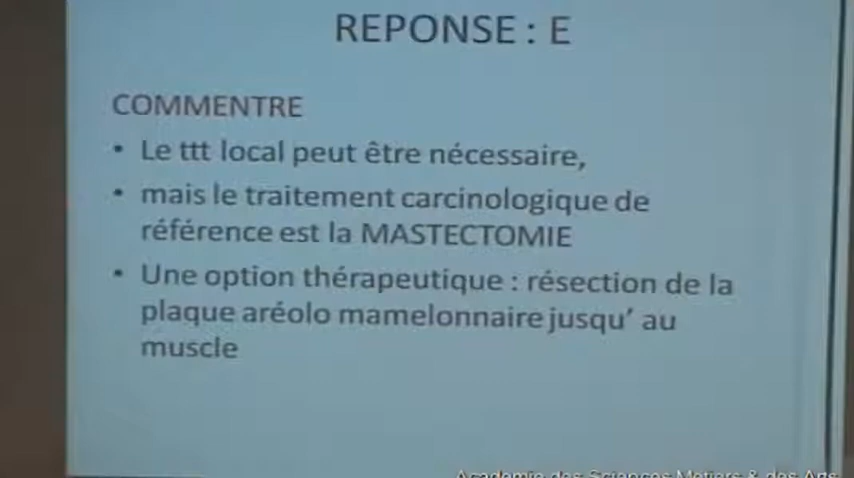 REPONSE : E
COMMENTRE
• Le ttt local peut être nécessaire,
• mais le traitement carcinologique de
référence est la MASTECTOMIE
• Une option thérapeutique : résection de la
plaque aréolo mamelonnaire jusqu' au
muscle
Academie des Sciences Metiers & des Arts